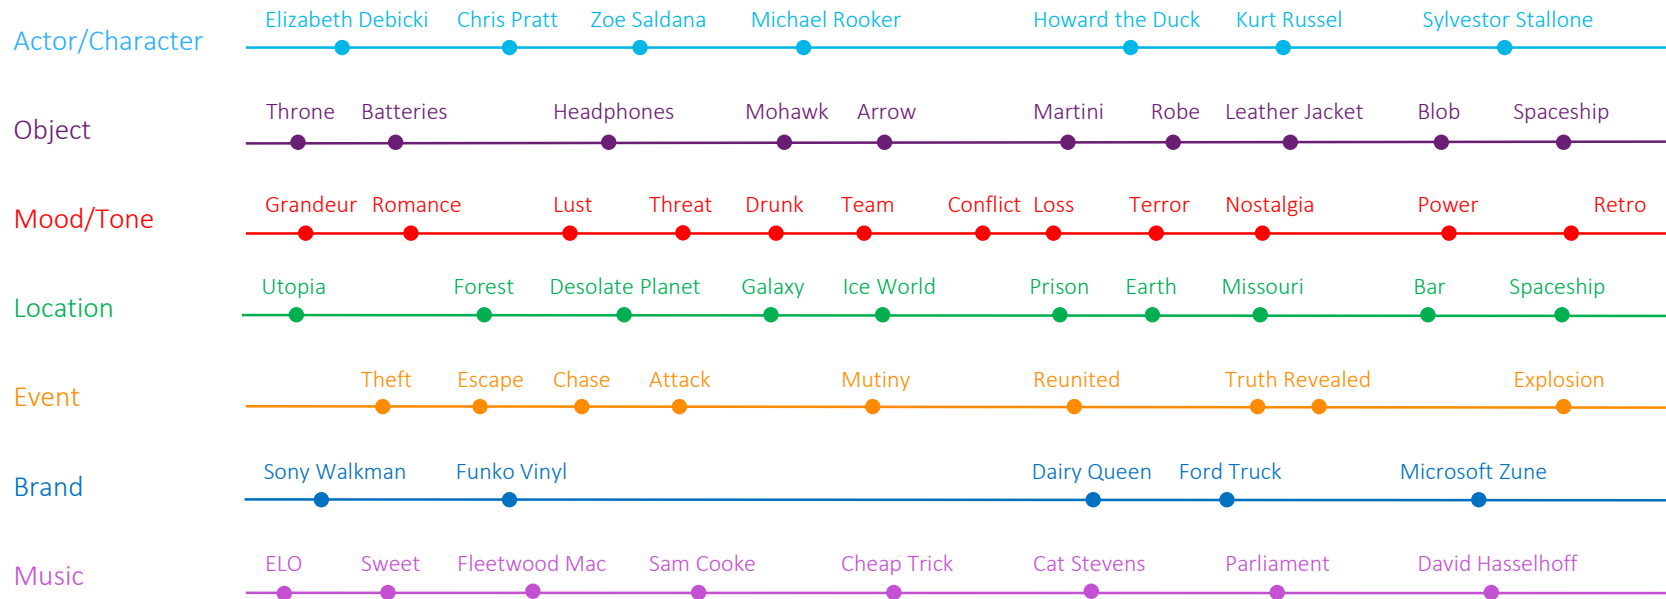 Actor/Character Elizabeth Debicki Chris Pratt Zoe Saldana Michael Rooker Howard the Duck Kurt Russel Sylvestor Stallone
Object Throne Batteries Headphones Mohawk Arrow Martini Robe Leather Jacket Blob Spaceship
Mood/Tone Grandeur Romance Lust Threat Drunk Team Conflict Loss Terror Nostalgia Power Retro
Location Utopia Forest Desolate Planet Galaxy Ice World Prison Earth Missouri Bar Spaceship
Event Theft Escape Chase Attack Mutiny Reunited Truth Revealed Explosion
Brand Sony Walkman Funko Vinyl Dairy Queen Ford Truck Microsoft Zune
Music ELO Sweet Fleetwood Mac Sam Cooke Cheap Trick Cat Stevens Parliament David Hasselhoff